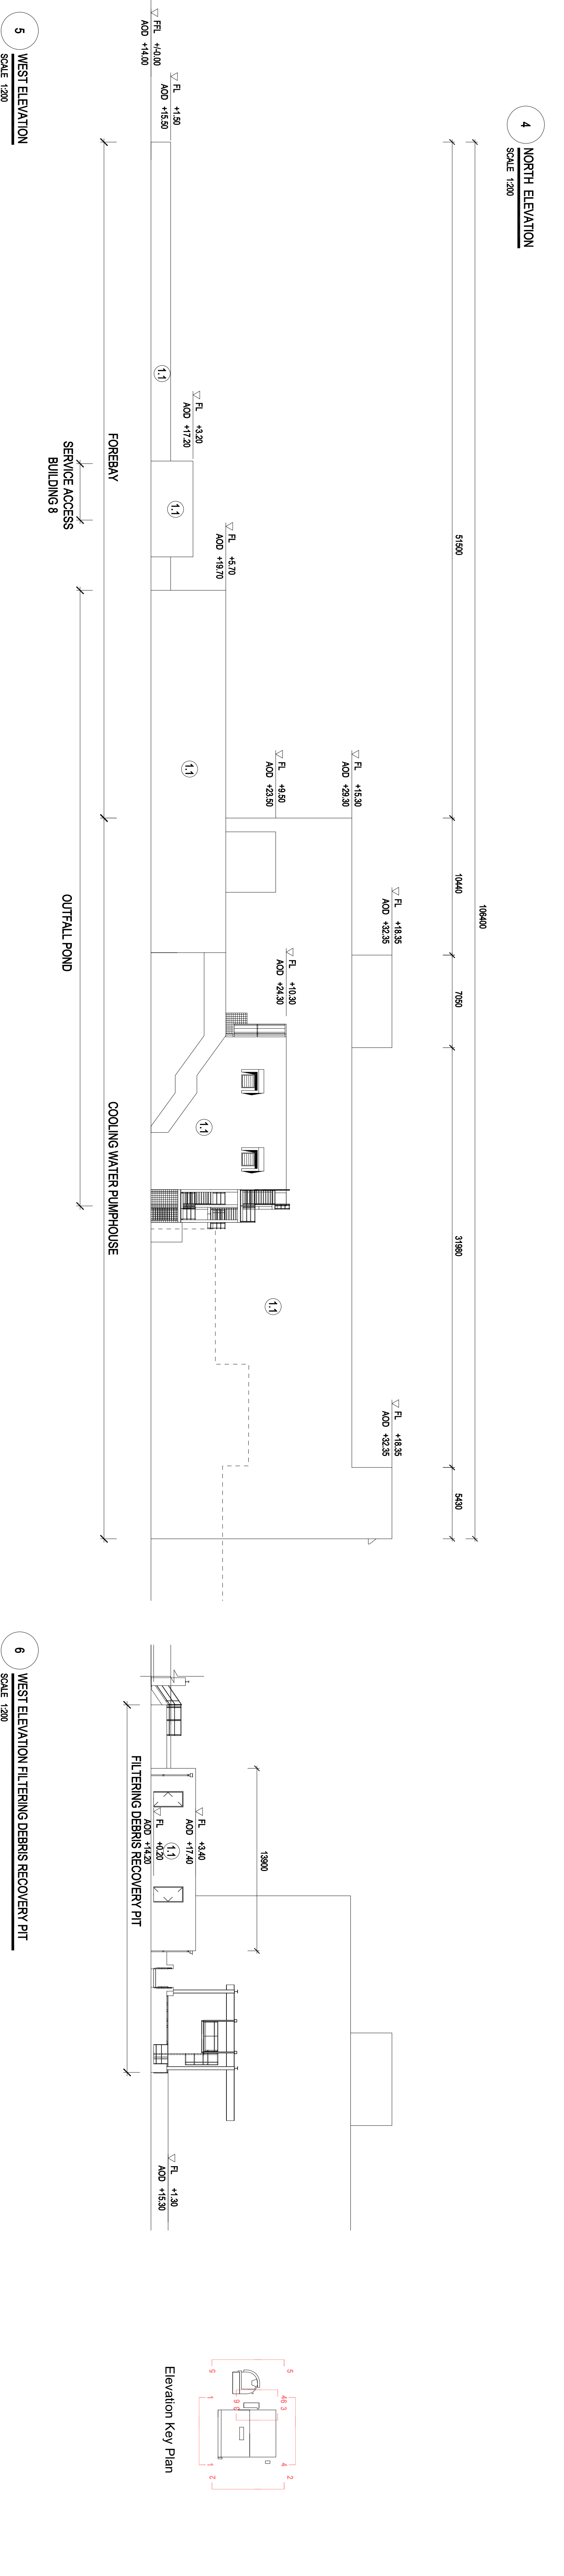 4
NORTH ELEVATION
SCALE 1:200
106400
51500
10440
7050
31980
5430
FL +18.35
AOD +32.35
FL +18.35
AOD +32.35
FL +15.30
AOD +29.30
FL +9.50
AOD +23.50
FL +10.30
AOD +24.30
FL +5.70
AOD +19.70
FL +3.20
AOD +17.20
FL +1.50
AOD +15.50
FFL +/-0.00
AOD +14.00
1.1
1.1
1.1
1.1
1.1
FOREBAY
COOLING WATER PUMPHOUSE
OUTFALL POND
SERVICE ACCESS
BUILDING 8
5
WEST ELEVATION
SCALE 1:200
13900
FL +3.40
AOD +17.40
FL +0.20
AOD +14.20
1.1
FL +1.30
AOD +15.30
FILTERING DEBRIS RECOVERY PIT
6
WEST ELEVATION FILTERING DEBRIS RECOVERY PIT
SCALE 1:200
5
4
2
1
1
2
Elevation Key Plan